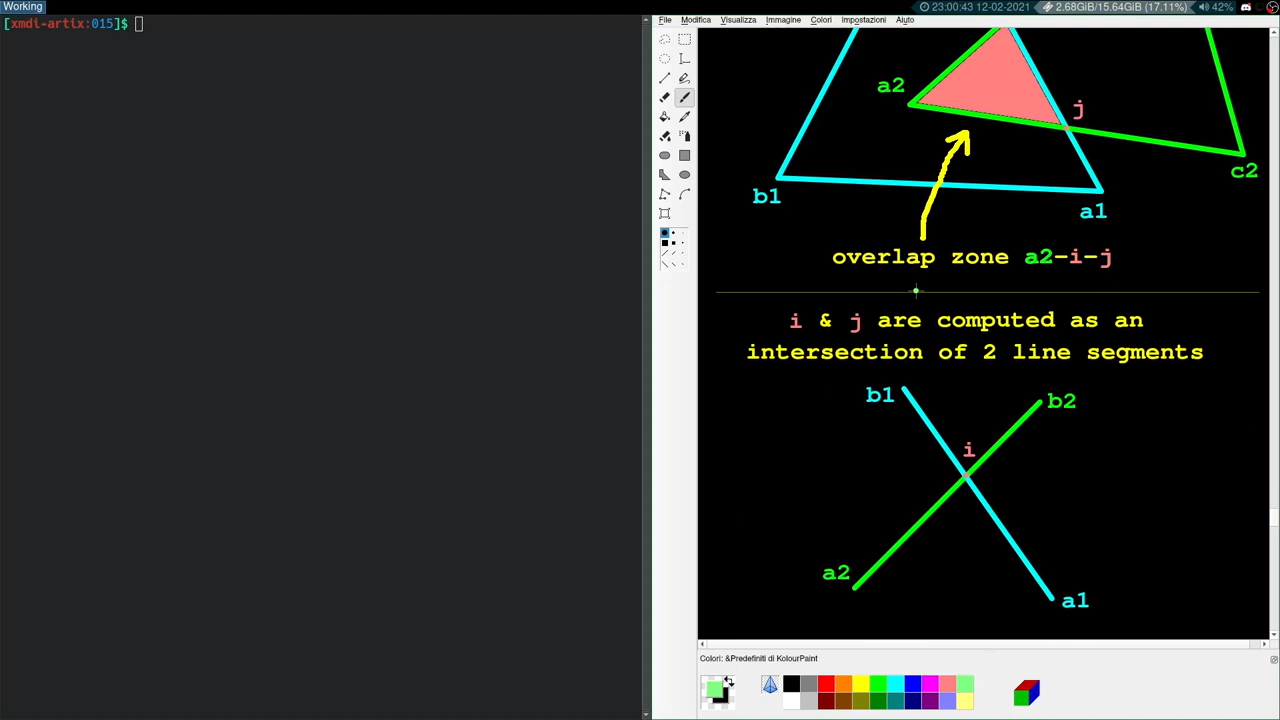 Working
23:00:43 12-02-2021
2.68GiB/15.64GiB (17.11%)
42%
[xmdi-artix:015]$
File Modifica Visualizza Immagine Colori Impostazioni Aiuto
a2
j
c2
b1
a1
overlap zone a2-i-j
i & j are computed as an
intersection of 2 line segments
b1
b2
i
a2
a1
Colori: &Predefiniti di KolourPaint